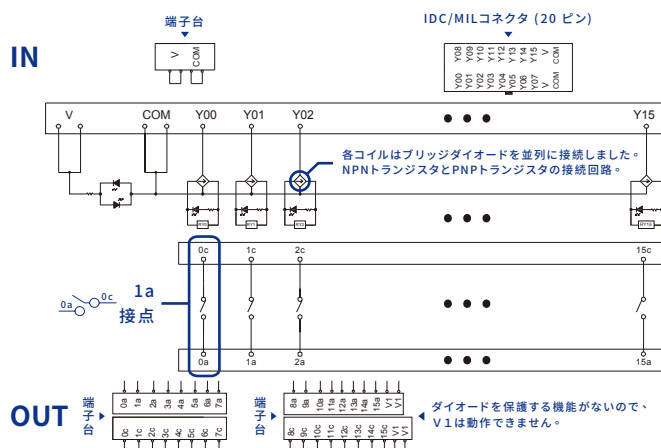 端子台
IDC/MILコネクタ (20 ピン)
IN
V COM
Y08 Y09 Y10 Y11 Y12 Y13 Y14 Y15 V COM
Y00 Y01 Y02 Y03 Y04 Y05 Y06 Y07 V COM
V COM Y00 Y01 Y02 Y15
各コイルはブリッジダイオードを並列に接続しました。
NPNトランジスタとPNPトランジスタの接続回路。
0c 1c 2c 15c
0a 0c
1a
接点
0a 1a 2a 15a
OUT
端子台
0a 1a 2a 3a 4a 5a 6a 7a
0c 1c 2c 3c 4c 5c 6c 7c
端子台
8a 9a 10a 11a 12a 13a 14a 15a V1 V1
8c 9c 10c 11c 12c 13c 14c 15c V1 V1
ダイオードを保護する機能がないので、
V1は動作できません。